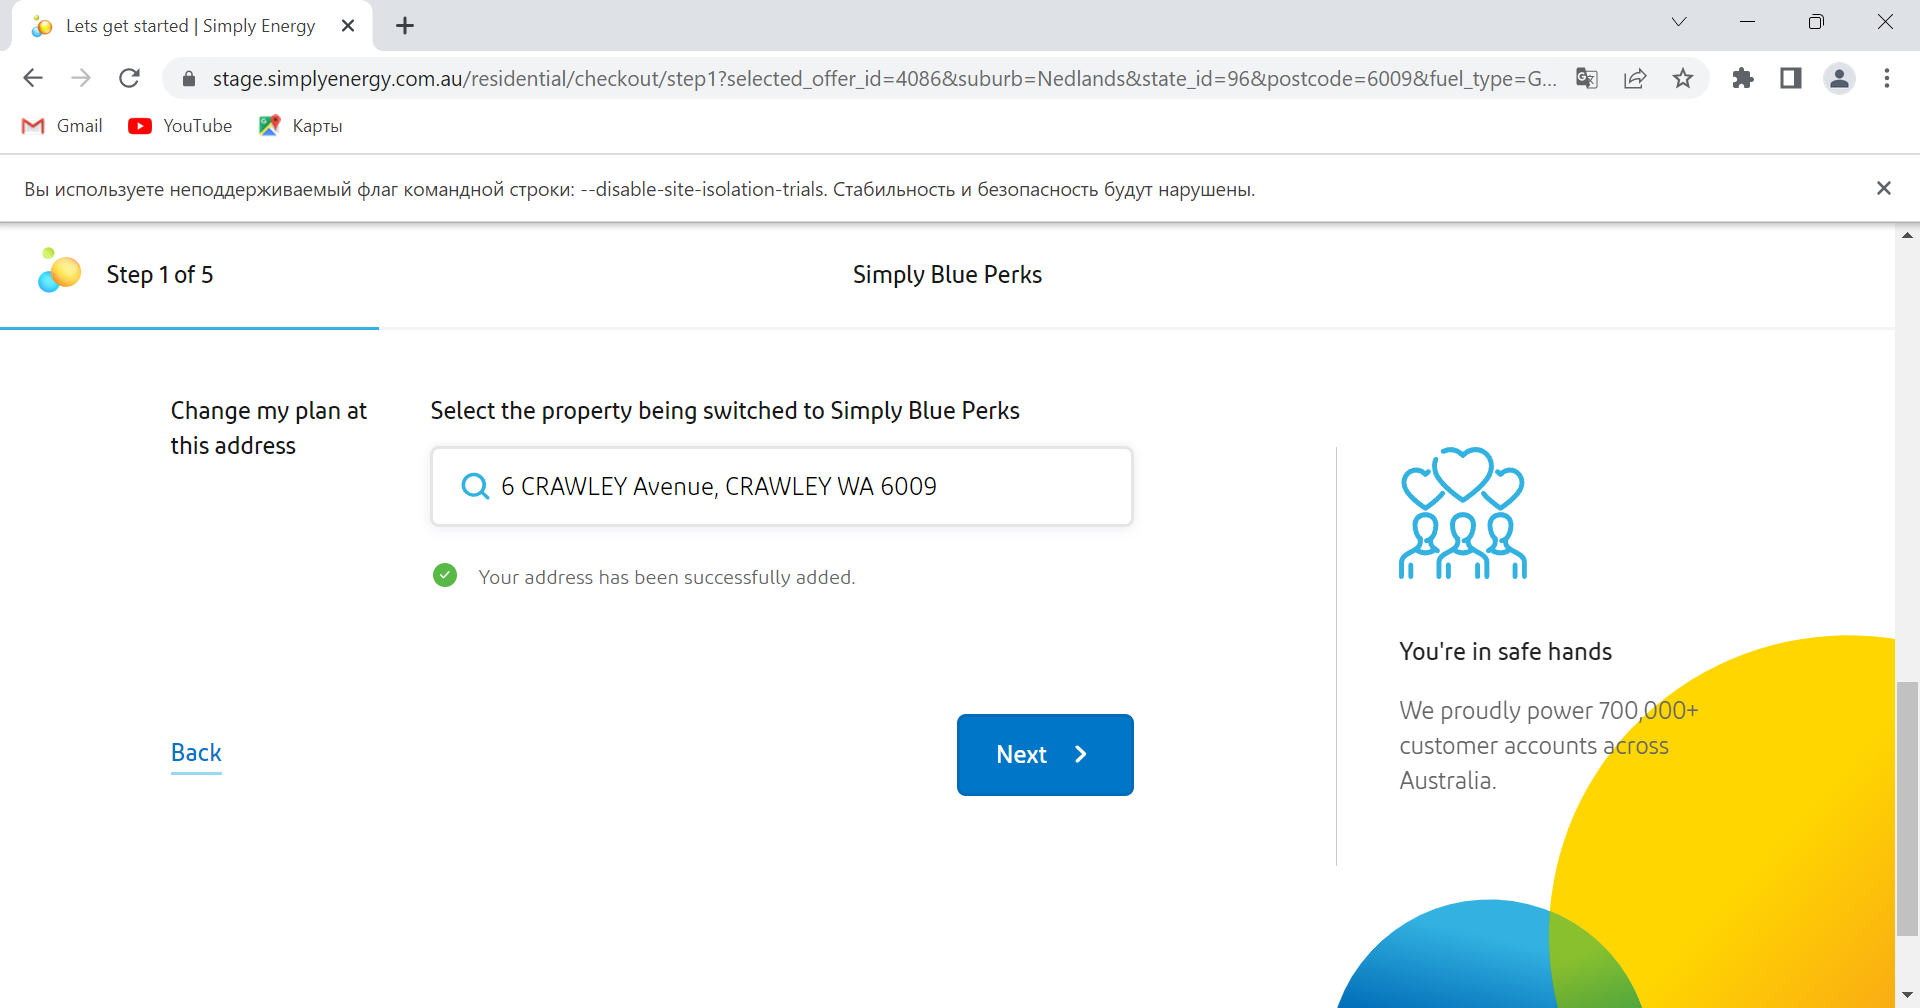 Lets get started | Simply Energy
stage.simplyenergy.com.au/residential/checkout/step1?selected_offer_id=4086&suburb=Nedlands&state_id=96&postcode=6009&fuel_type=G...
Gmail YouTube Карты
Вы используете неподдерживаемый флаг командной строки: --disable-site-isolation-trials. Стабильность и безопасность будут нарушены.
Step 1 of 5
Simply Blue Perks
Change my plan at
this address
Select the property being switched to Simply Blue Perks
6 CRAWLEY Avenue, CRAWLEY WA 6009
Your address has been successfully added.
Back
Next
You're in safe hands
We proudly power 700,000+
customer accounts across
Australia.